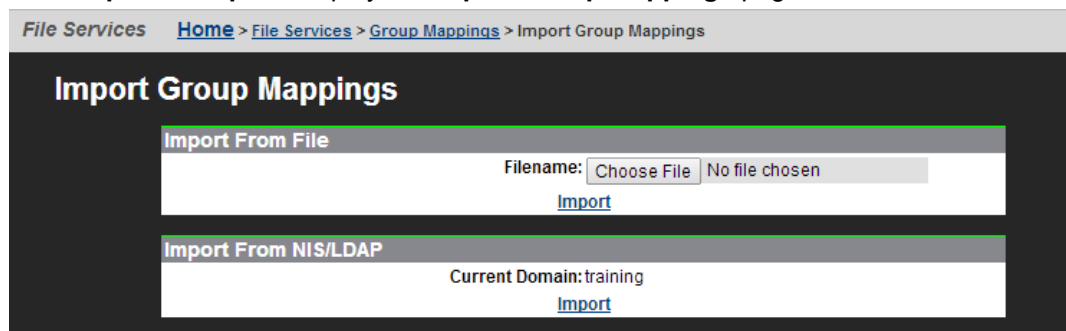 File Services Home > File Services > Group Mappings > Import Group Mappings
Import Group Mappings
Import From File
Filename: Choose File No file chosen
Import
Import From NIS/LDAP
Current Domain: training
Import